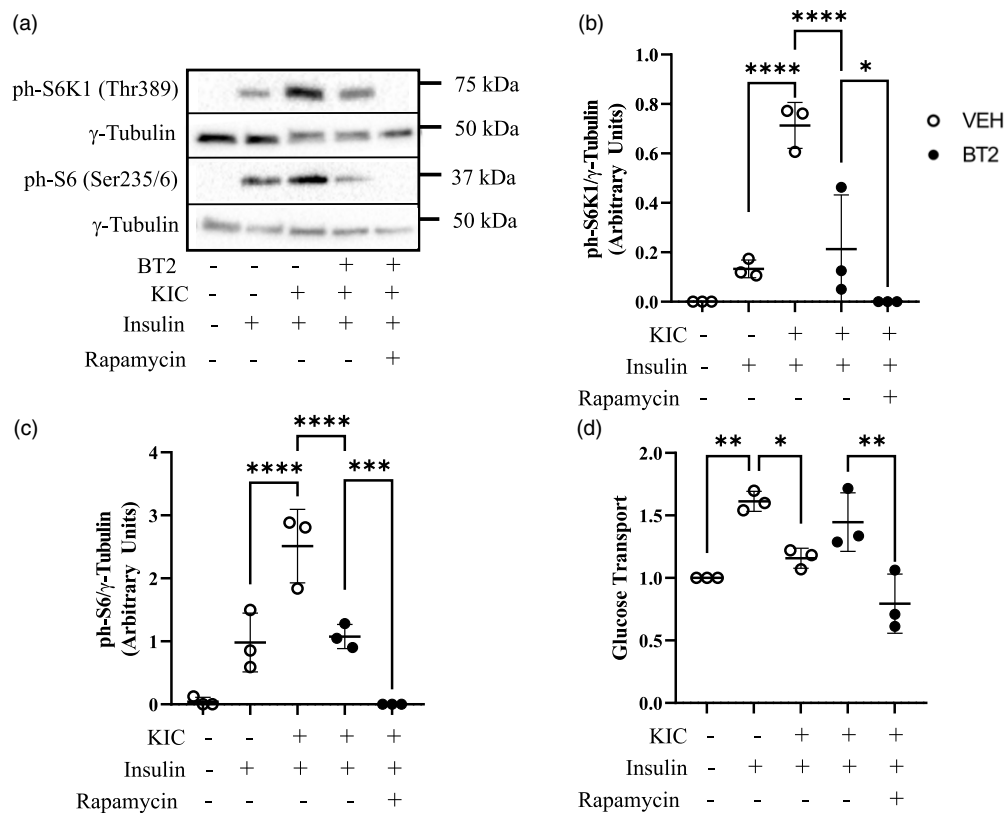 (a)
ph-S6K1 (Thr389)
75 kDa
γ-Tubulin
50 kDa
ph-S6 (Ser235/6)
37 kDa
γ-Tubulin
50 kDa
BT2 - - - + +
KIC - - + + +
Insulin - + + + +
Rapamycin - - - - +
(b)
ph-S6K1/γ-Tubulin
(Arbitrary Units)
0.8
0.6
0.4
0.2
0.0
****
****
*
VEH
BT2
KIC - - + + +
Insulin - + + + +
Rapamycin - - - - +
(c)
ph-S6/γ-Tubulin
(Arbitrary Units)
4
3
2
1
0
****
****
***
KIC - - + + +
Insulin - + + + +
Rapamycin - - - - +
(d)
Glucose Transport
2.0
1.5
1.0
0.5
0.0
**
*
**
KIC - - + + +
Insulin - + + + +
Rapamycin - - - - +